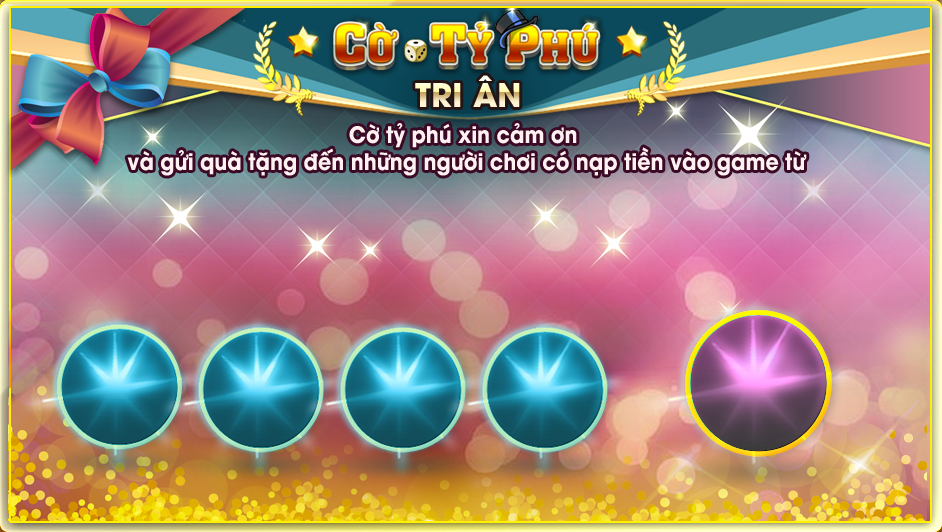 CỜ TỶ PHÚ
TRI ÂN
Cờ tỷ phú xin cảm ơn
và gửi quà tặng đến những người chơi có nạp tiền vào game từ